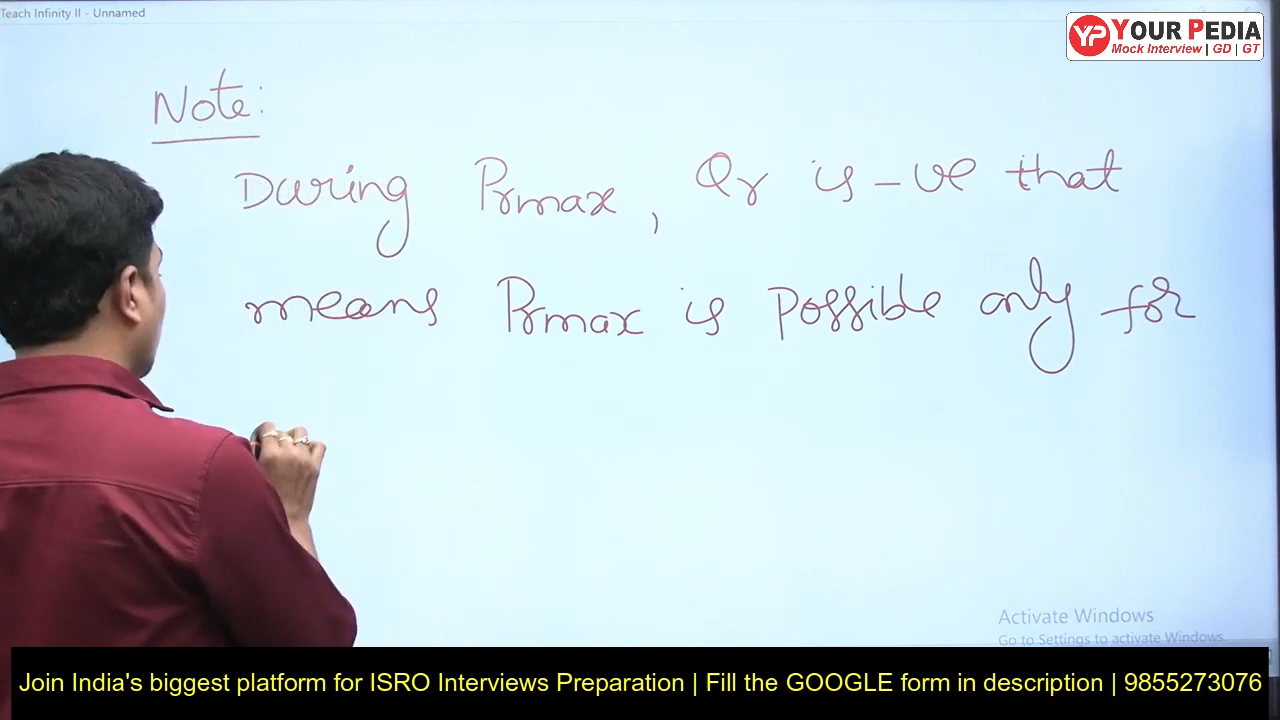 Teach Infinity II - Unnamed
YOUR PEDIA
YP
Mock Interview | GD | GT
Note:
During Prmax, Qr is -ve that
means Prmax is possible only for
Activate Windows
Go to Settings to activate Windows.
Join India's biggest platform for ISRO Interviews Preparation | Fill the GOOGLE form in description | 9855273076